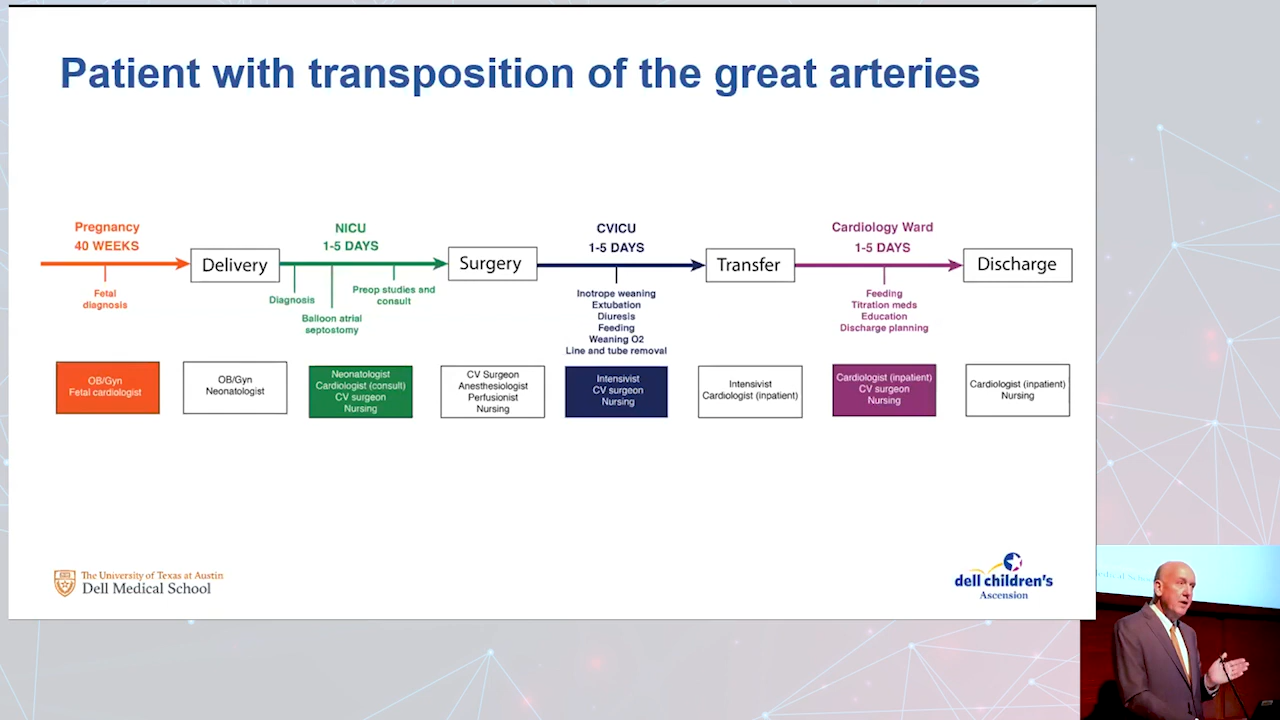 Patient with transposition of the great arteries
Pregnancy
40 WEEKS
Fetal
diagnosis
Delivery
NICU
1-5 DAYS
Diagnosis
Balloon atrial
septostomy
Preop studies and
consult
Surgery
CVICU
1-5 DAYS
Inotrope weaning
Extubation
Diuresis
Feeding
Weaning O2
Line and tube removal
Transfer
Cardiology Ward
1-5 DAYS
Feeding
Titration meds
Education
Discharge planning
Discharge
OB/Gyn
Fetal cardiologist
OB/Gyn
Neonatologist
Neonatologist
Cardiologist (consult)
CV surgeon
Nursing
CV Surgeon
Anesthesiologist
Perfusionist
Nursing
Intensivist
CV surgeon
Nursing
Intensivist
Cardiologist (inpatient)
Cardiologist (inpatient)
CV surgeon
Nursing
Cardiologist (inpatient)
Nursing
The University of Texas at Austin
Dell Medical School
dell children's
Ascension
Medical School